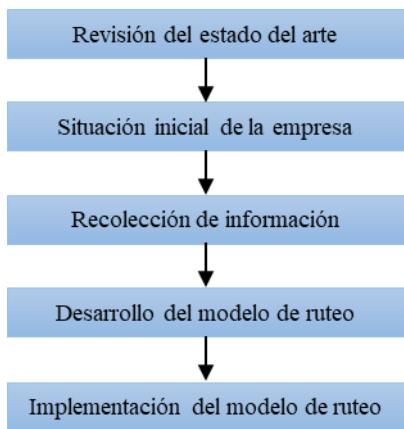 Revisión del estado del arte
Situación inicial de la empresa
Recolección de información
Desarrollo del modelo de ruteo
Implementación del modelo de ruteo